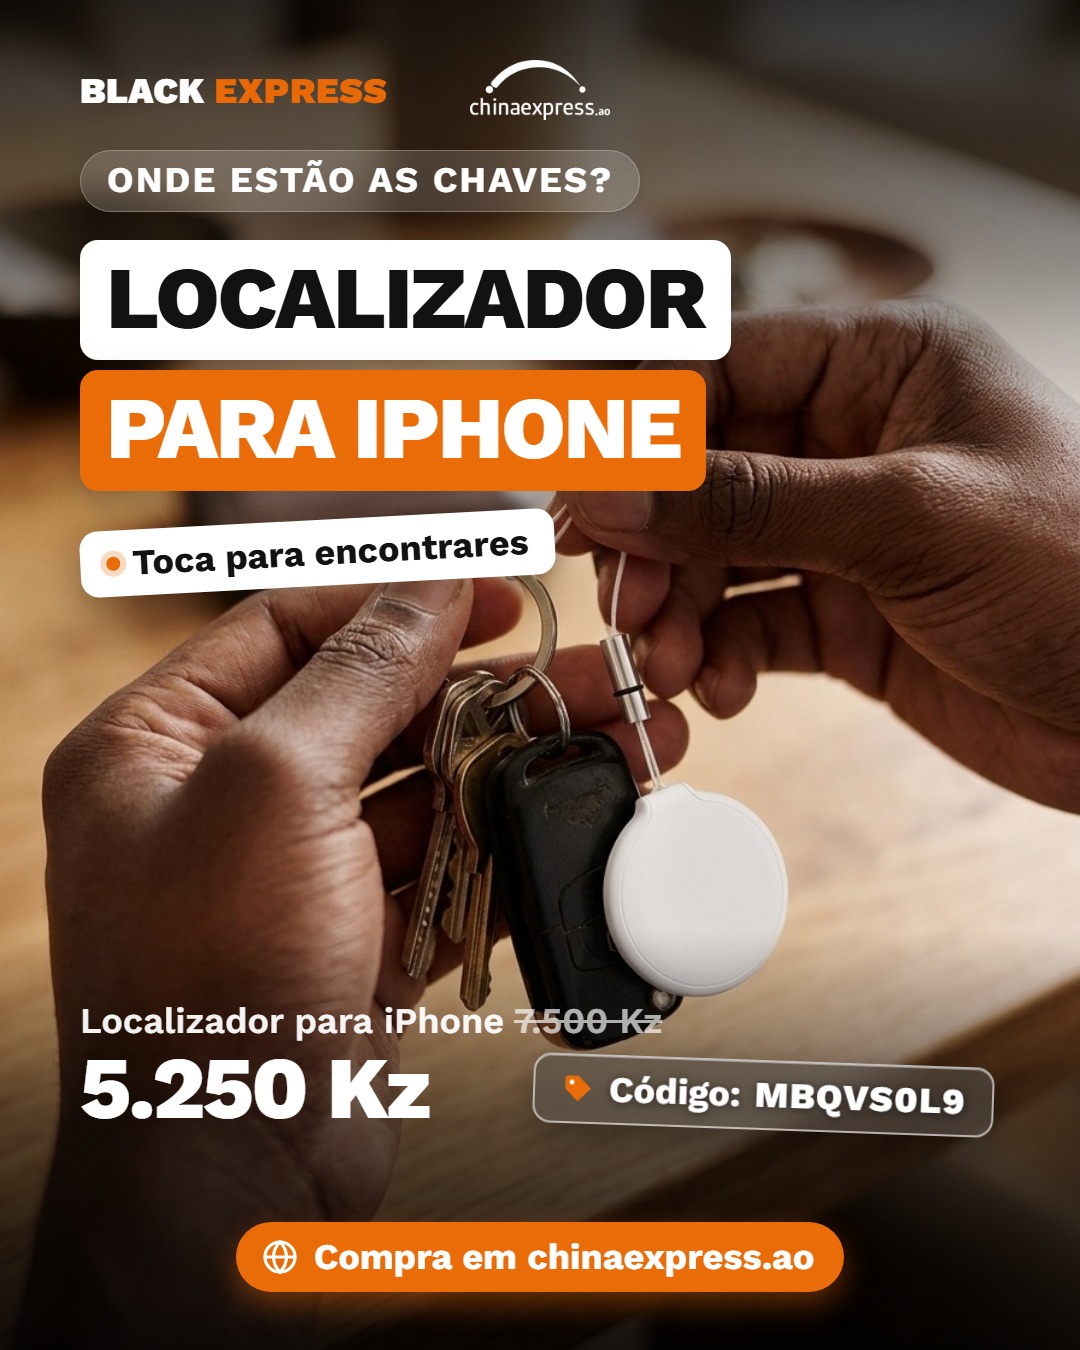 BLACK EXPRESS
chinaexpress.ao
ONDE ESTÃO AS CHAVES?
LOCALIZADOR
PARA IPHONE
Toca para encontrares
Localizador para iPhone 7.500 Kz
5.250 Kz
Código: MBQVS0L9
Compra em chinaexpress.ao